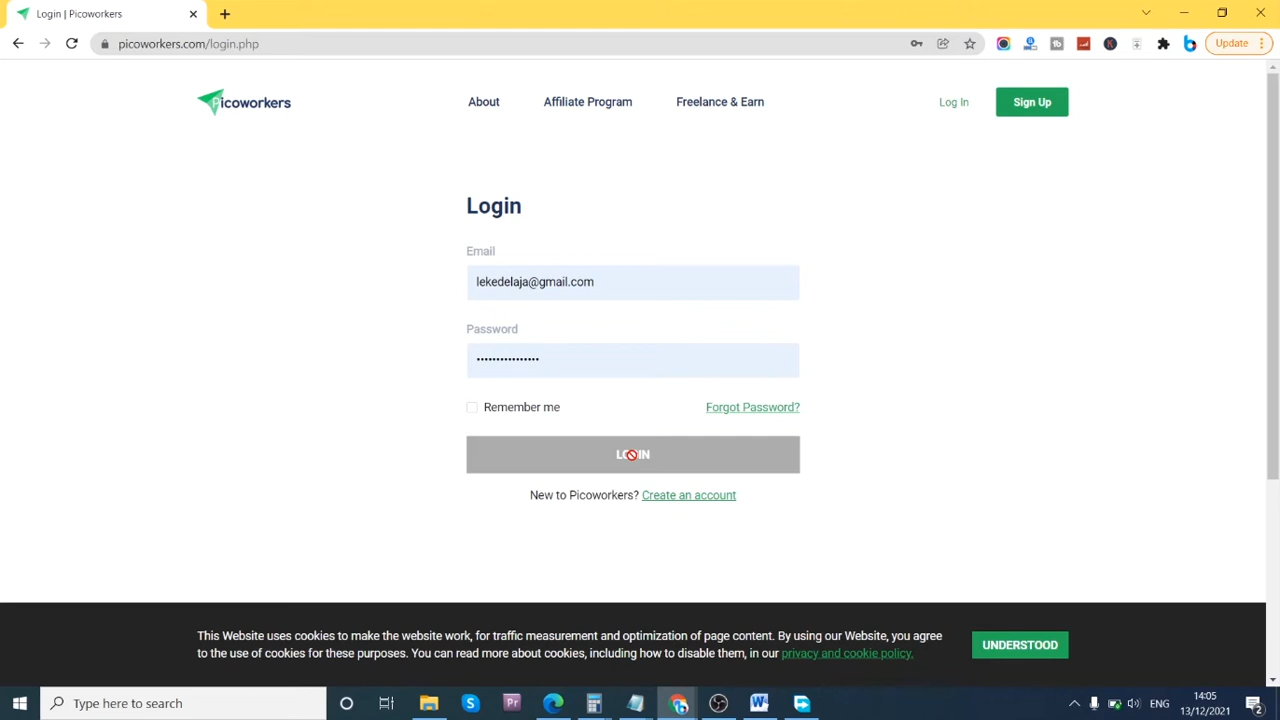 Login | Picoworkers
picoworkers.com/login.php
Update
Picoworkers
About
Affiliate Program
Freelance & Earn
Log In
Sign Up
Login
Email
lekedelaja@gmail.com
Password
•••••••••••••••
Remember me
Forgot Password?
LOGIN
New to Picoworkers? Create an account
This Website uses cookies to make the website work, for traffic measurement and optimization of page content. By using our Website, you agree
to the use of cookies for these purposes. You can read more about cookies, including how to disable them, in our privacy and cookie policy.
UNDERSTOOD
Type here to search
ENG
14:05
13/12/2021
2